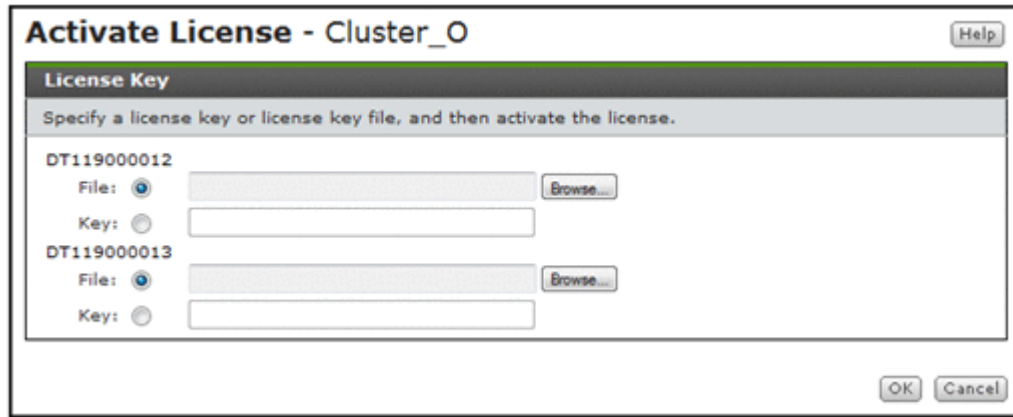 Activate License - Cluster_O Help
License Key
Specify a license key or license key file, and then activate the license.
DT119000012
File: Browse...
Key:
DT119000013
File: Browse...
Key:
OK Cancel